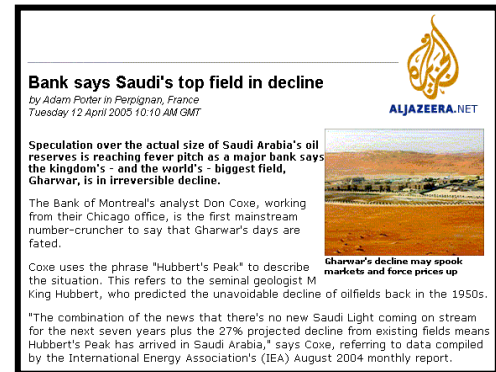 ALJAZEERA.NET
Bank says Saudi's top field in decline
by Adam Porter in Perpignan, France
Tuesday 12 April 2005 10:10 AM GMT
Speculation over the actual size of Saudi Arabia's oil
reserves is reaching fever pitch as a major bank says
the kingdom's - and the world's - biggest field,
Gharwar, is in irreversible decline.
The Bank of Montreal's analyst Don Coxe, working
from their Chicago office, is the first mainstream
number-cruncher to say that Gharwar's days are
fated.
Gharwar's decline may spook
markets and force prices up
Coxe uses the phrase "Hubbert's Peak" to describe
the situation. This refers to the seminal geologist M
King Hubbert, who predicted the unavoidable decline of oilfields back in the 1950s.
"The combination of the news that there's no new Saudi Light coming on stream
for the next seven years plus the 27% projected decline from existing fields means
Hubbert's Peak has arrived in Saudi Arabia," says Coxe, referring to data compiled
by the International Energy Association's (IEA) August 2004 monthly report.